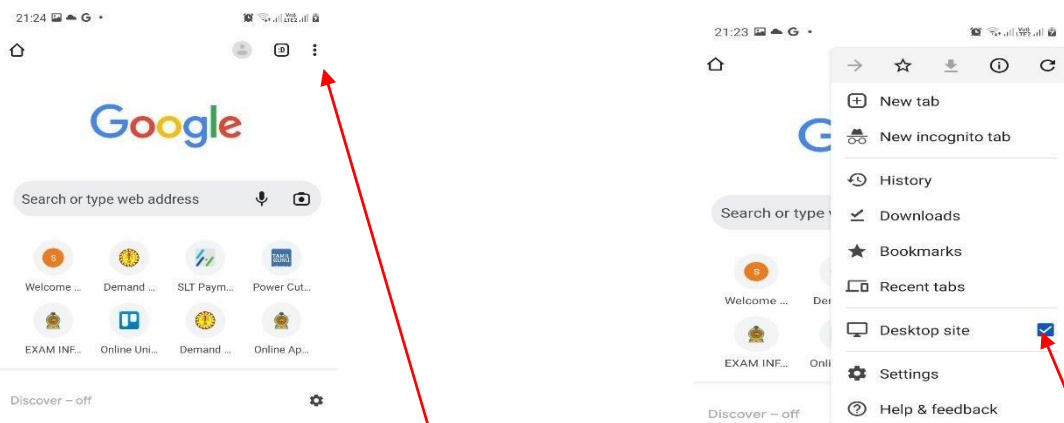 21:24 G
:D
Google
Search or type web address
S
Welcome ... Demand ... SLT Paym... Power Cut...
EXAM INF... Online Uni... Demand ... Online Ap...
Discover – off
21:23 G
G
Search or type
S
Welcome ... Der
EXAM INF... Onli
Discover – off
New tab
New incognito tab
History
Downloads
Bookmarks
Recent tabs
Desktop site
Settings
Help & feedback